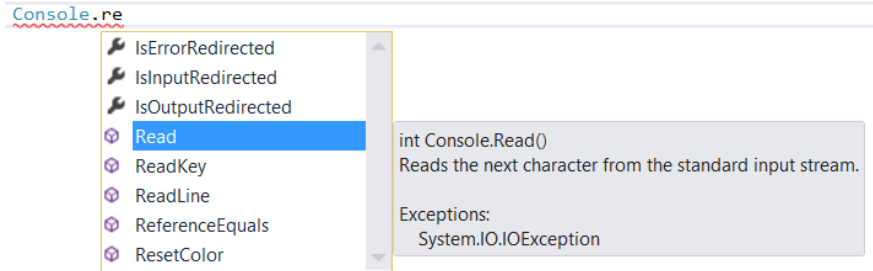 Console.re
IsErrorRedirected
IsInputRedirected
IsOutputRedirected
Read
ReadKey
ReadLine
ReferenceEquals
ResetColor
int Console.Read()
Reads the next character from the standard input stream.
Exceptions:
System.IO.IOException